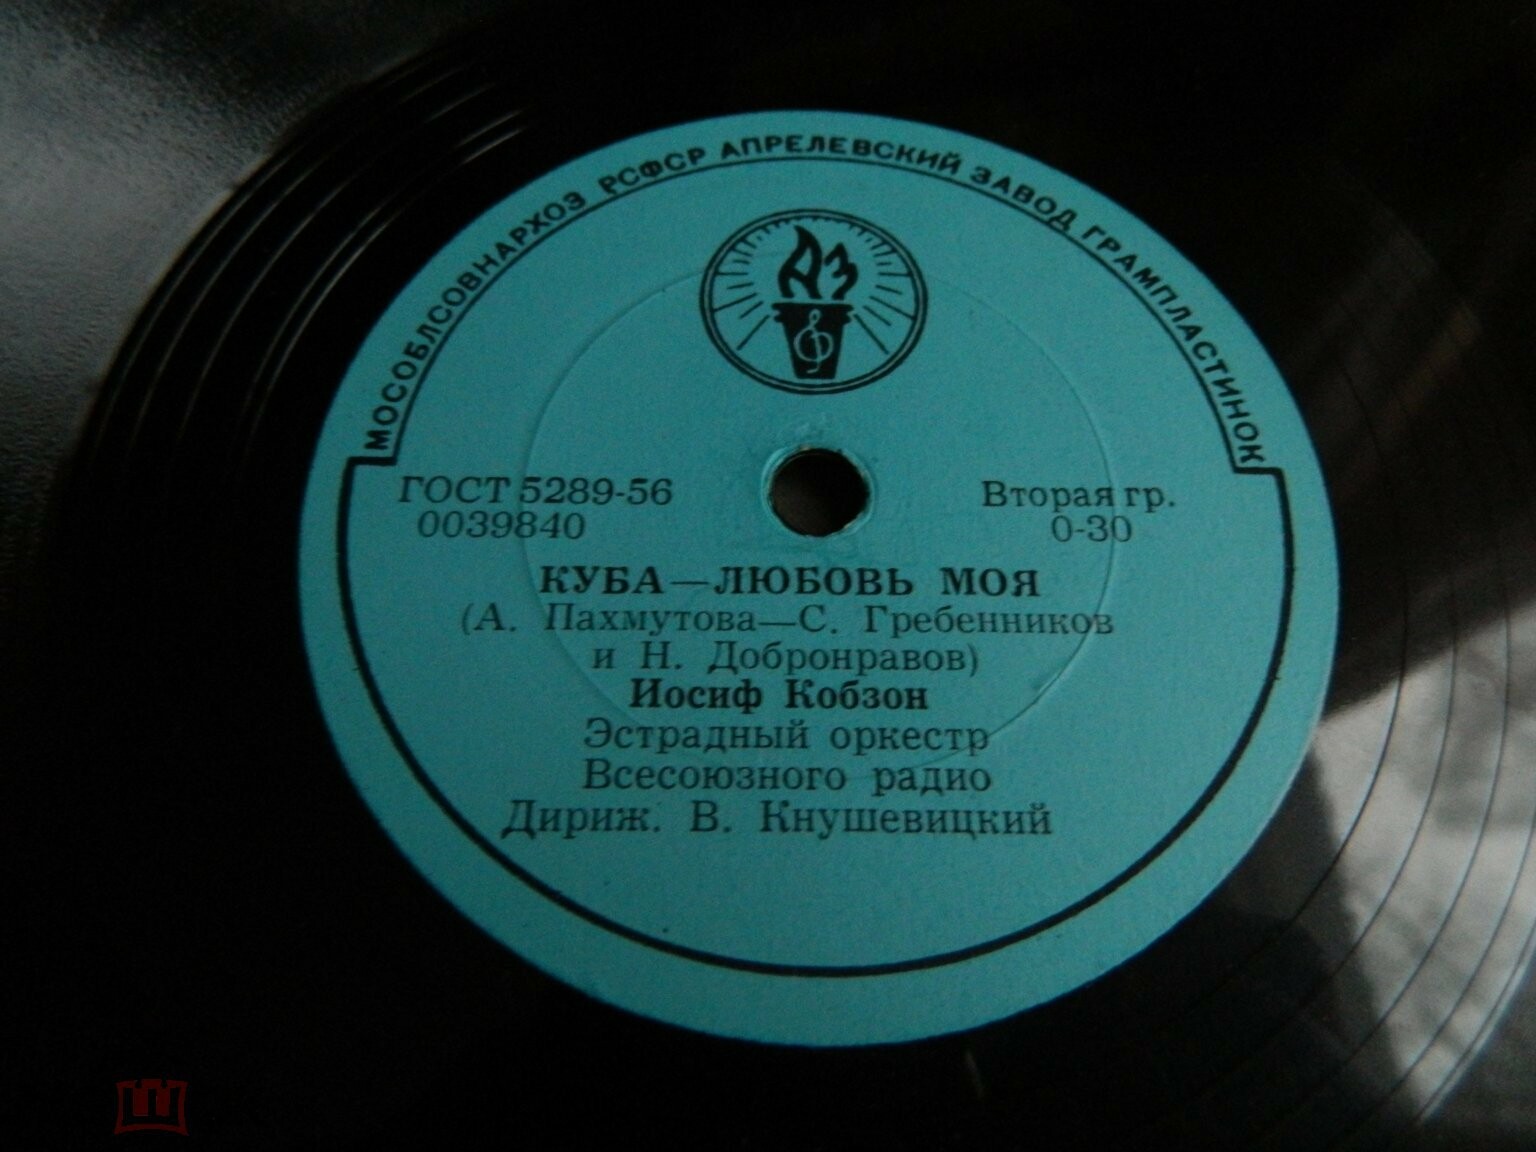 МОСОБЛСОВНАРХОЗ РСФСР АПРЕЛЕВСКИЙ ЗАВОД ГРАМПЛАСТИНОК
АЗ
ГОСТ 5289-56
0039840
Вторая гр.
0-30
КУБА—ЛЮБОВЬ МОЯ
(А. Пахмутова—С. Гребенников
и Н. Добронравов)
Иосиф Кобзон
Эстрадный оркестр
Всесоюзного радио
Дириж. В. Кнушевицкий